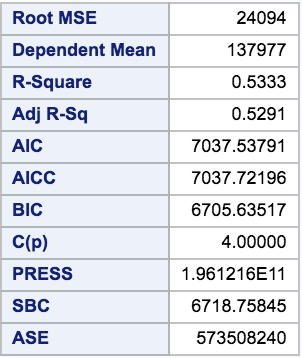 Root MSE 24094
Dependent Mean 137977
R-Square 0.5333
Adj R-Sq 0.5291
AIC 7037.53791
AICC 7037.72196
BIC 6705.63517
C(p) 4.00000
PRESS 1.961216E11
SBC 6718.75845
ASE 573508240